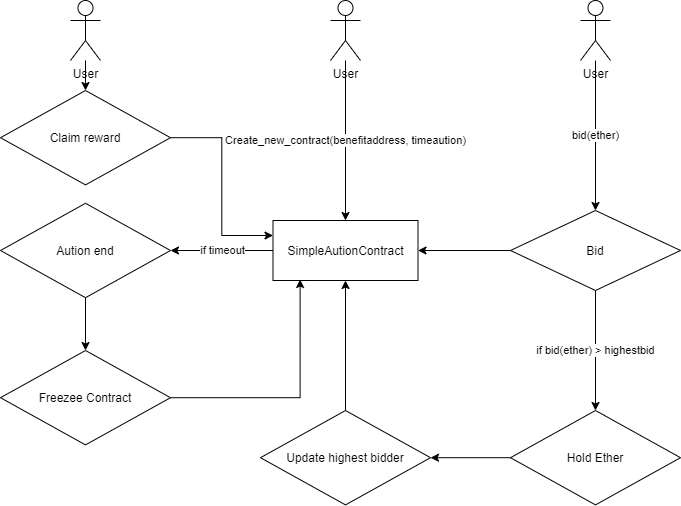 User
User
User
Claim reward
Create_new_contract(benefitaddress, timeaution)
bid(ether)
Aution end
if timeout
SimpleAutionContract
Bid
if bid(ether) > highestbid
Freezee Contract
Update highest bidder
Hold Ether